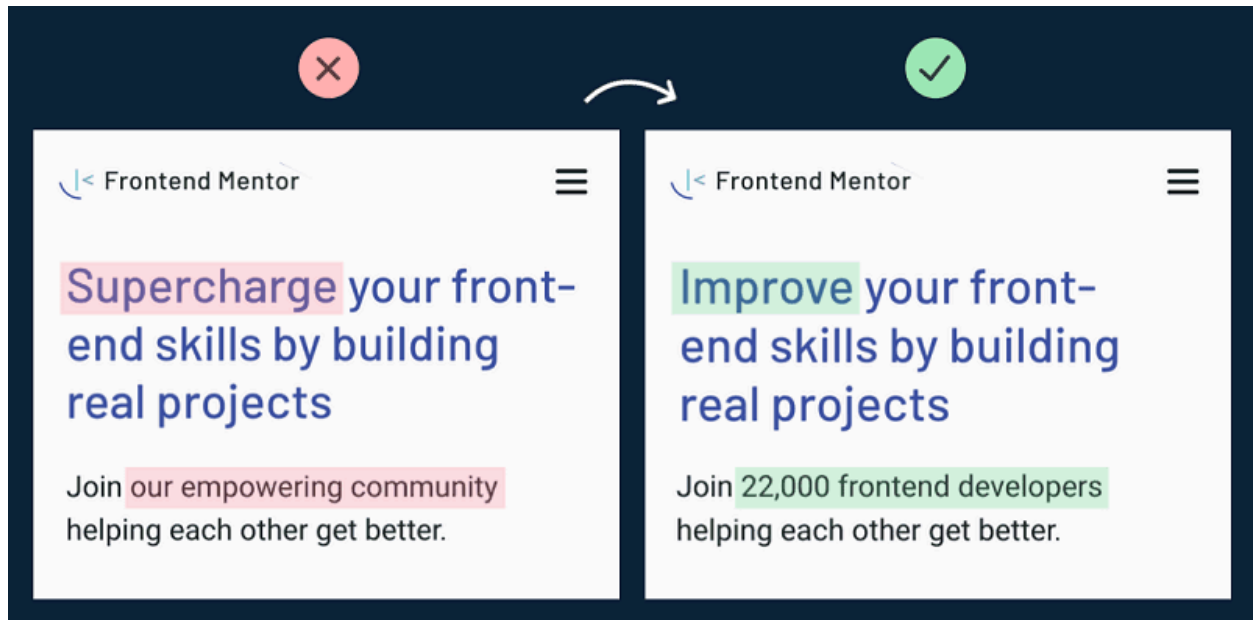 Frontend Mentor
Supercharge your front-
end skills by building
real projects
Join our empowering community
helping each other get better.
Frontend Mentor
Improve your front-
end skills by building
real projects
Join 22,000 frontend developers
helping each other get better.